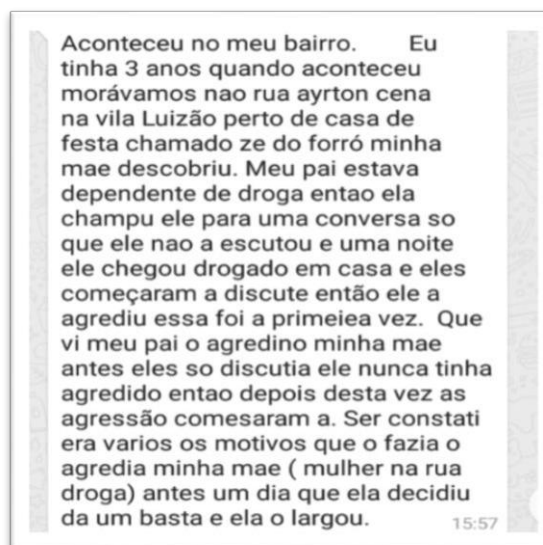 Aconteceu no meu bairro. Eu
tinha 3 anos quando aconteceu
morávamos nao rua ayrton cena
na vila Luizão perto de casa de
festa chamado ze do forró minha
mae descobriu. Meu pai estava
dependente de droga entao ela
champu ele para uma conversa so
que ele nao a escutou e uma noite
ele chegou drogado em casa e eles
começaram a discute então ele a
agrediu essa foi a primeiea vez. Que
vi meu pai o agredino minha mae
antes eles so discutia ele nunca tinha
agredido entao depois desta vez as
agressão comesaram a. Ser constati
era varios os motivos que o fazia o
agredia minha mae ( mulher na rua
droga) antes um dia que ela decidiu
da um basta e ela o largou.
15:57